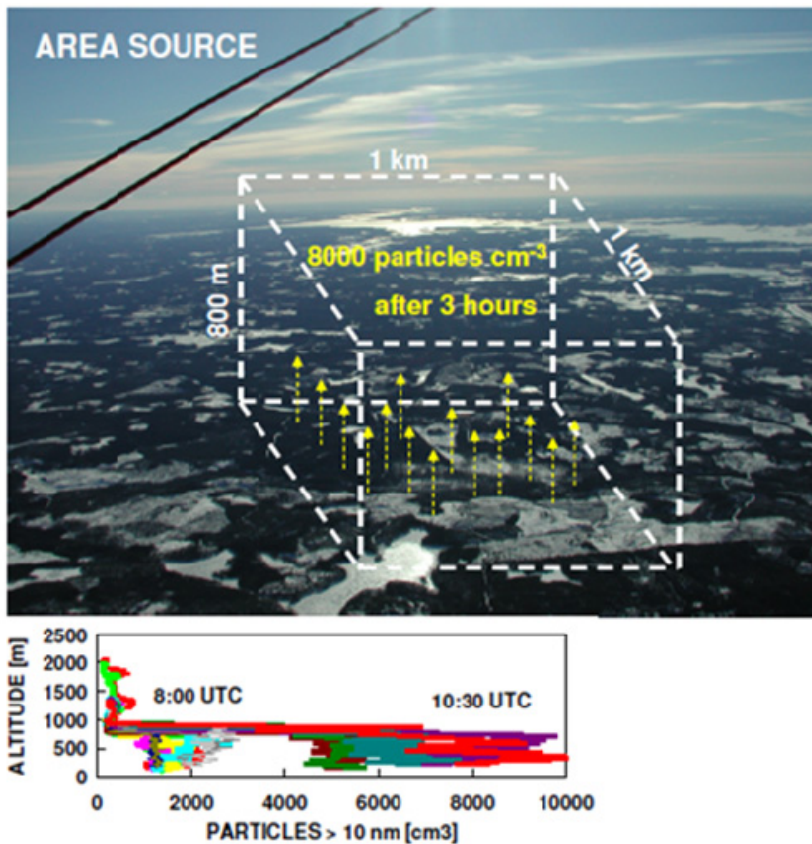 AREA SOURCE
1 km
1 km
800 m
8000 particles cm-3
after 3 hours
ALTITUDE [m]
2500
2000
1500
1000
500
0
8:00 UTC
10:30 UTC
0 2000 4000 6000 8000 10000
PARTICLES > 10 nm [cm3]